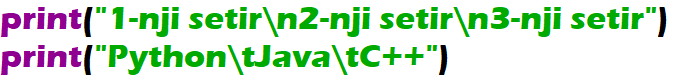 print("1-nji setir\n2-nji setir\n3-nji setir")
print("Python\tJava\tC++")